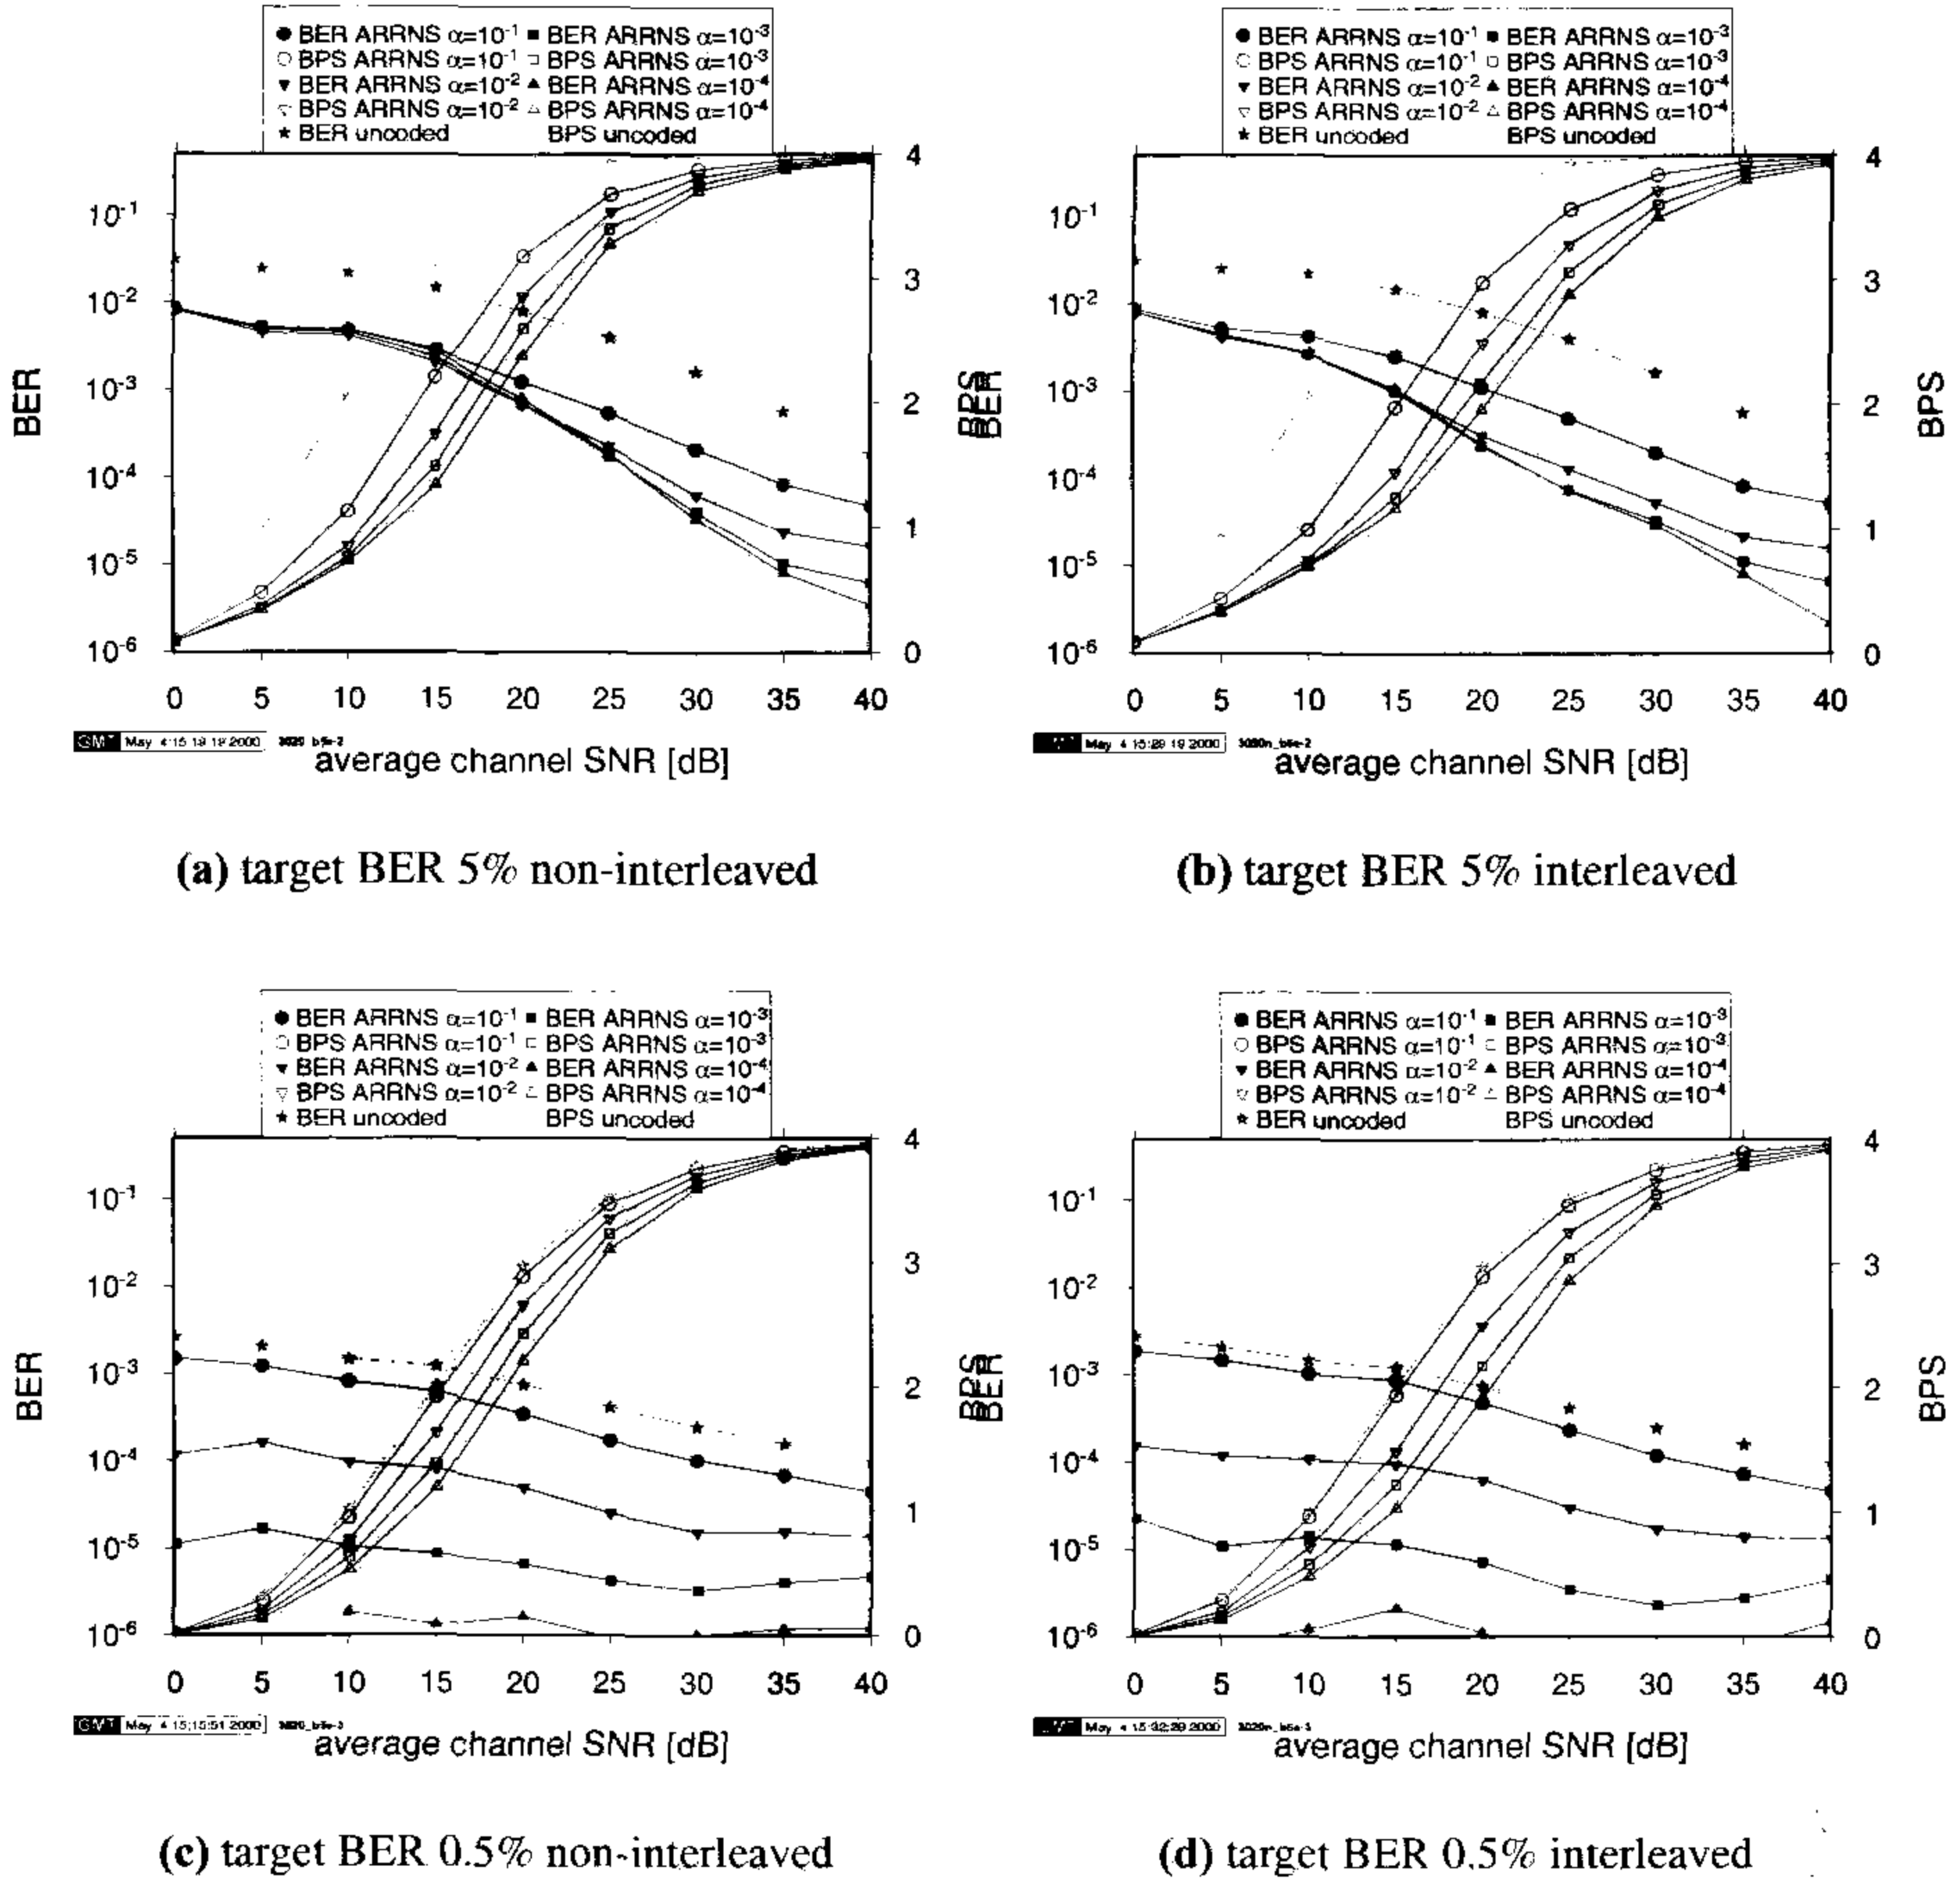 ● BER ARRNS α=10-1 ■ BER ARRNS α=10-3
○ BPS ARRNS α=10-1 □ BPS ARRNS α=10-3
▼ BER ARRNS α=10-2 ▲ BER ARRNS α=10-4
▽ BPS ARRNS α=10-2 △ BPS ARRNS α=10-4
★ BER uncoded BPS uncoded
10-1
10-2
10-3
10-4
10-5
10-6
BER
4
3
2
1
0
BPS
0 5 10 15 20 25 30 35 40
average channel SNR [dB]
(a) target BER 5% non-interleaved
● BER ARRNS α=10-1 ■ BER ARRNS α=10-3
○ BPS ARRNS α=10-1 □ BPS ARRNS α=10-3
▼ BER ARRNS α=10-2 ▲ BER ARRNS α=10-4
▽ BPS ARRNS α=10-2 △ BPS ARRNS α=10-4
★ BER uncoded BPS uncoded
10-1
10-2
10-3
10-4
10-5
10-6
BER
4
3
2
1
0
BPS
0 5 10 15 20 25 30 35 40
average channel SNR [dB]
(b) target BER 5% interleaved
● BER ARRNS α=10-1 ■ BER ARRNS α=10-3
○ BPS ARRNS α=10-1 □ BPS ARRNS α=10-3
▼ BER ARRNS α=10-2 ▲ BER ARRNS α=10-4
▽ BPS ARRNS α=10-2 △ BPS ARRNS α=10-4
★ BER uncoded BPS uncoded
10-1
10-2
10-3
10-4
10-5
10-6
BER
4
3
2
1
0
BPS
0 5 10 15 20 25 30 35 40
GMT May 4 15:15:51 2000
average channel SNR [dB]
(c) target BER 0.5% non-interleaved
● BER ARRNS α=10-1 ■ BER ARRNS α=10-3
○ BPS ARRNS α=10-1 □ BPS ARRNS α=10-3
▼ BER ARRNS α=10-2 ▲ BER ARRNS α=10-4
▽ BPS ARRNS α=10-2 △ BPS ARRNS α=10-4
★ BER uncoded BPS uncoded
10-1
10-2
10-3
10-4
10-5
10-6
BER
4
3
2
1
0
BPS
0 5 10 15 20 25 30 35 40
average channel SNR [dB]
(d) target BER 0.5% interleaved